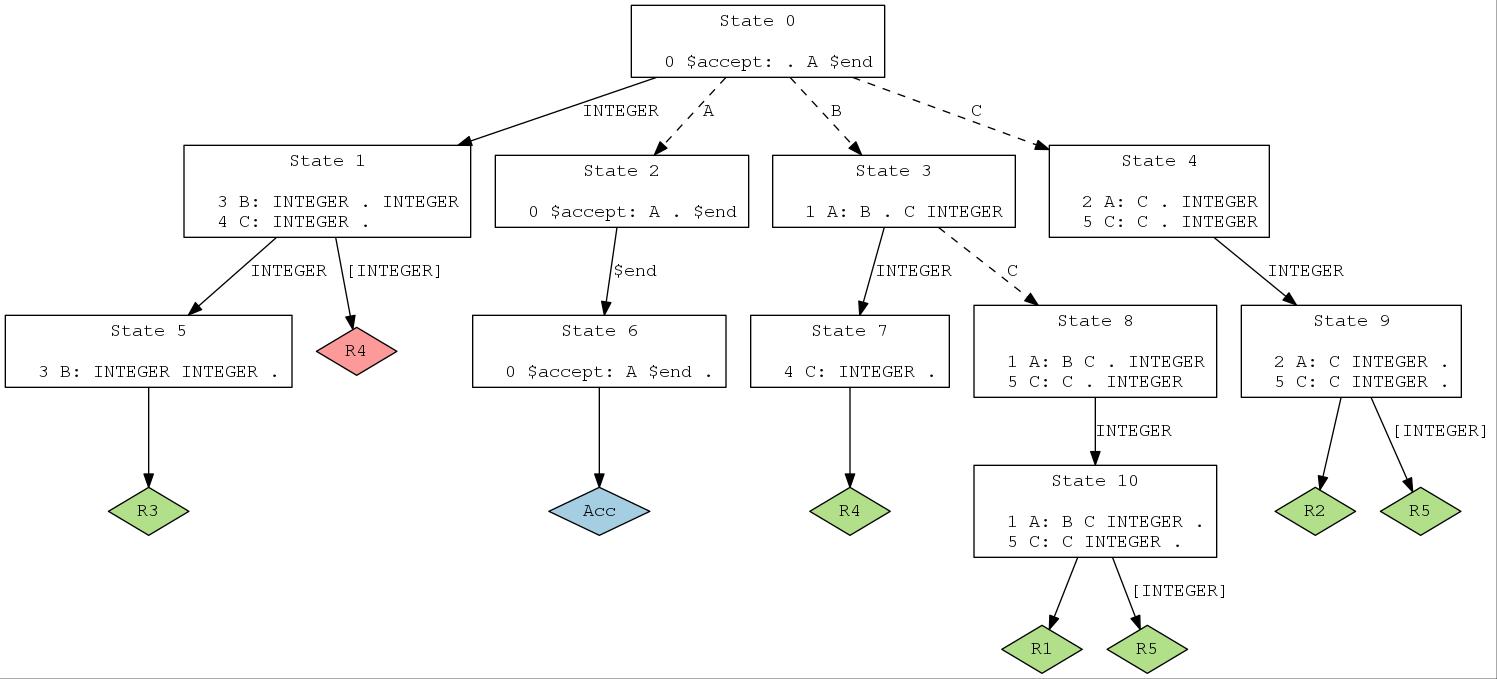 State 0
0 $accept: . A $end
INTEGER
A
B
C
State 1
3 B: INTEGER . INTEGER
4 C: INTEGER .
State 2
0 $accept: A . $end
State 3
1 A: B . C INTEGER
State 4
2 A: C . INTEGER
5 C: C . INTEGER
INTEGER
[INTEGER]
$end
INTEGER
C
INTEGER
State 5
3 B: INTEGER INTEGER .
R4
State 6
0 $accept: A $end .
State 7
4 C: INTEGER .
State 8
1 A: B C . INTEGER
5 C: C . INTEGER
State 9
2 A: C INTEGER .
5 C: C INTEGER .
INTEGER
[INTEGER]
R3
Acc
R4
State 10
1 A: B C INTEGER .
5 C: C INTEGER .
R2
R5
[INTEGER]
R1
R5